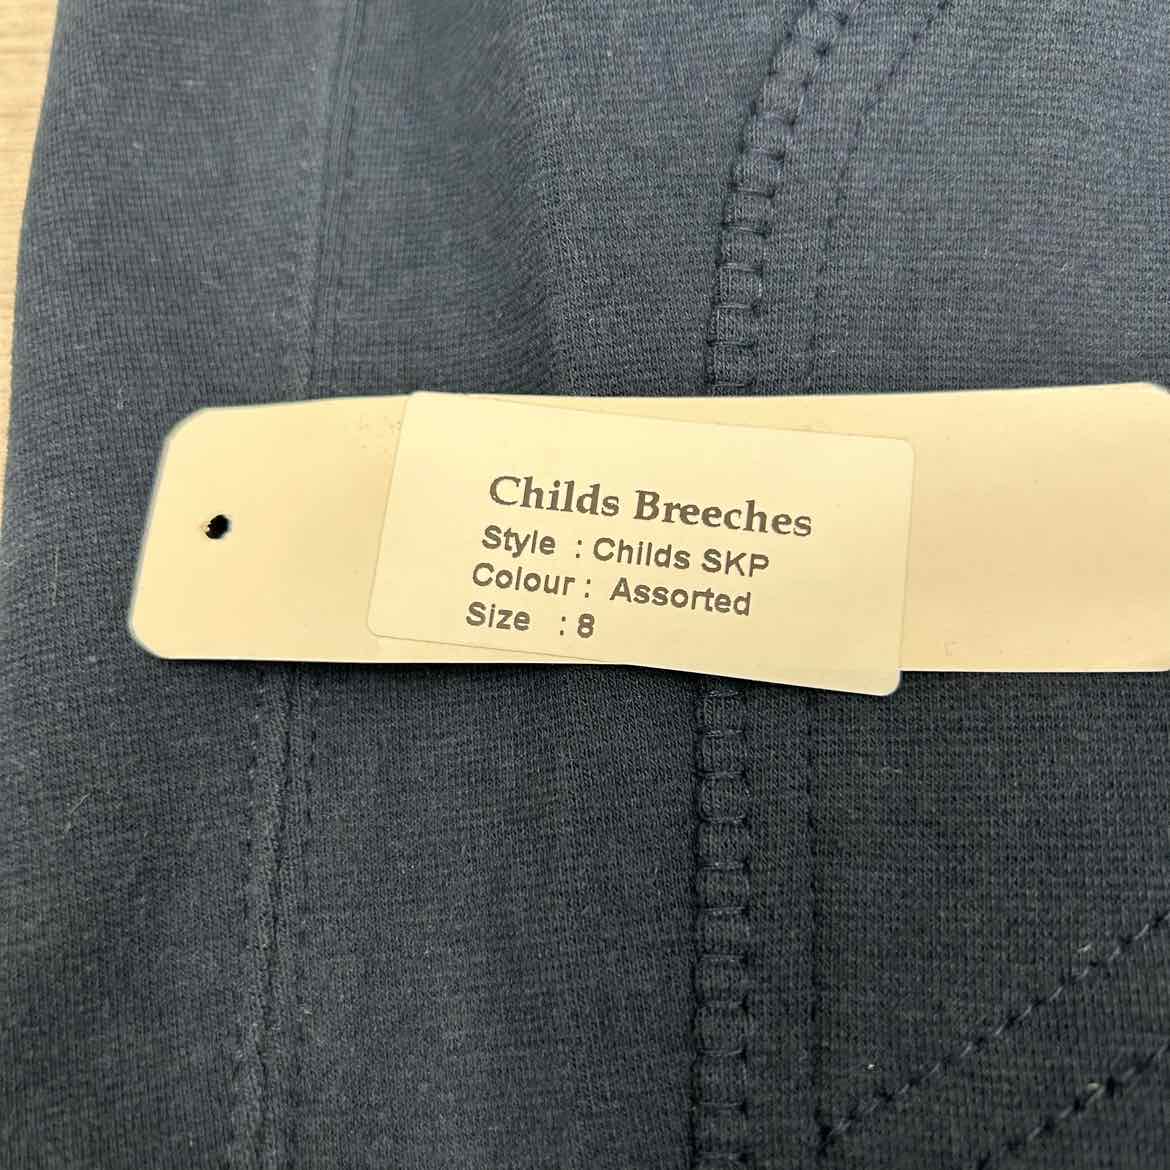 Childs Breeches
Style : Childs SKP
Colour : Assorted
Size : 8